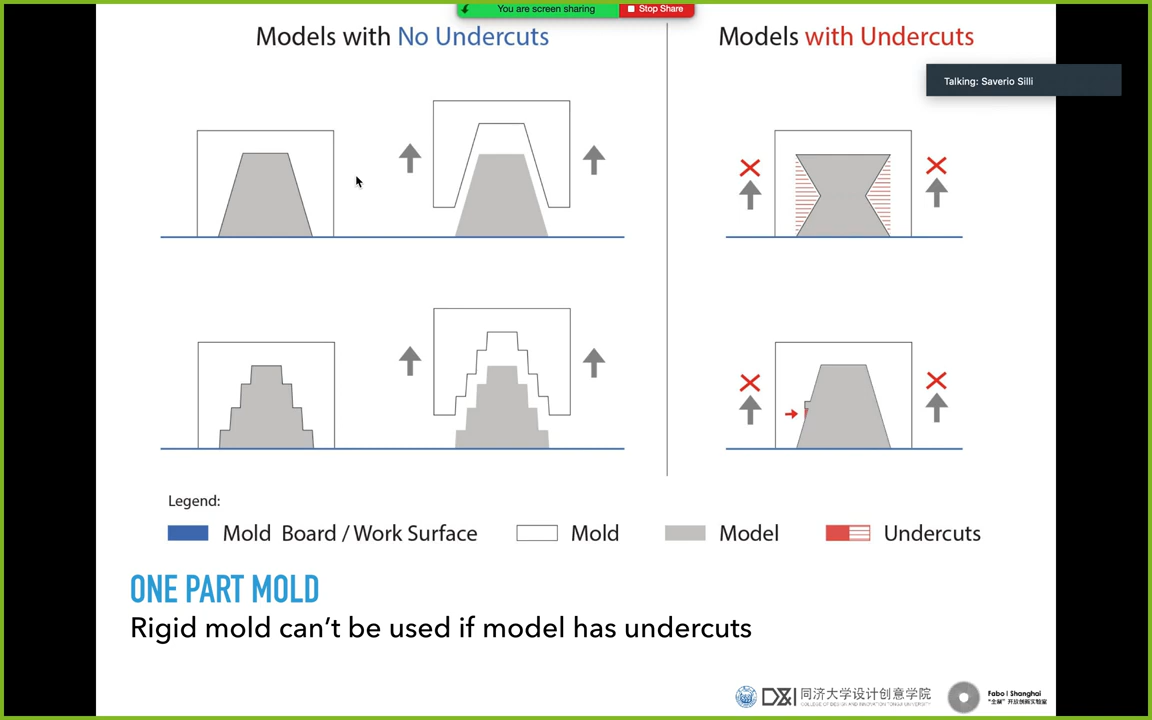 You are screen sharing
Stop Share
Models with No Undercuts
Models with Undercuts
Talking: Saverio Silli
Legend:
Mold Board / Work Surface
Mold
Model
Undercuts
ONE PART MOLD
Rigid mold can't be used if model has undercuts
同济大学设计创意学院
COLLEGE OF DESIGN AND INNOVATION TONGJI UNIVERSITY
Fabo | Shanghai